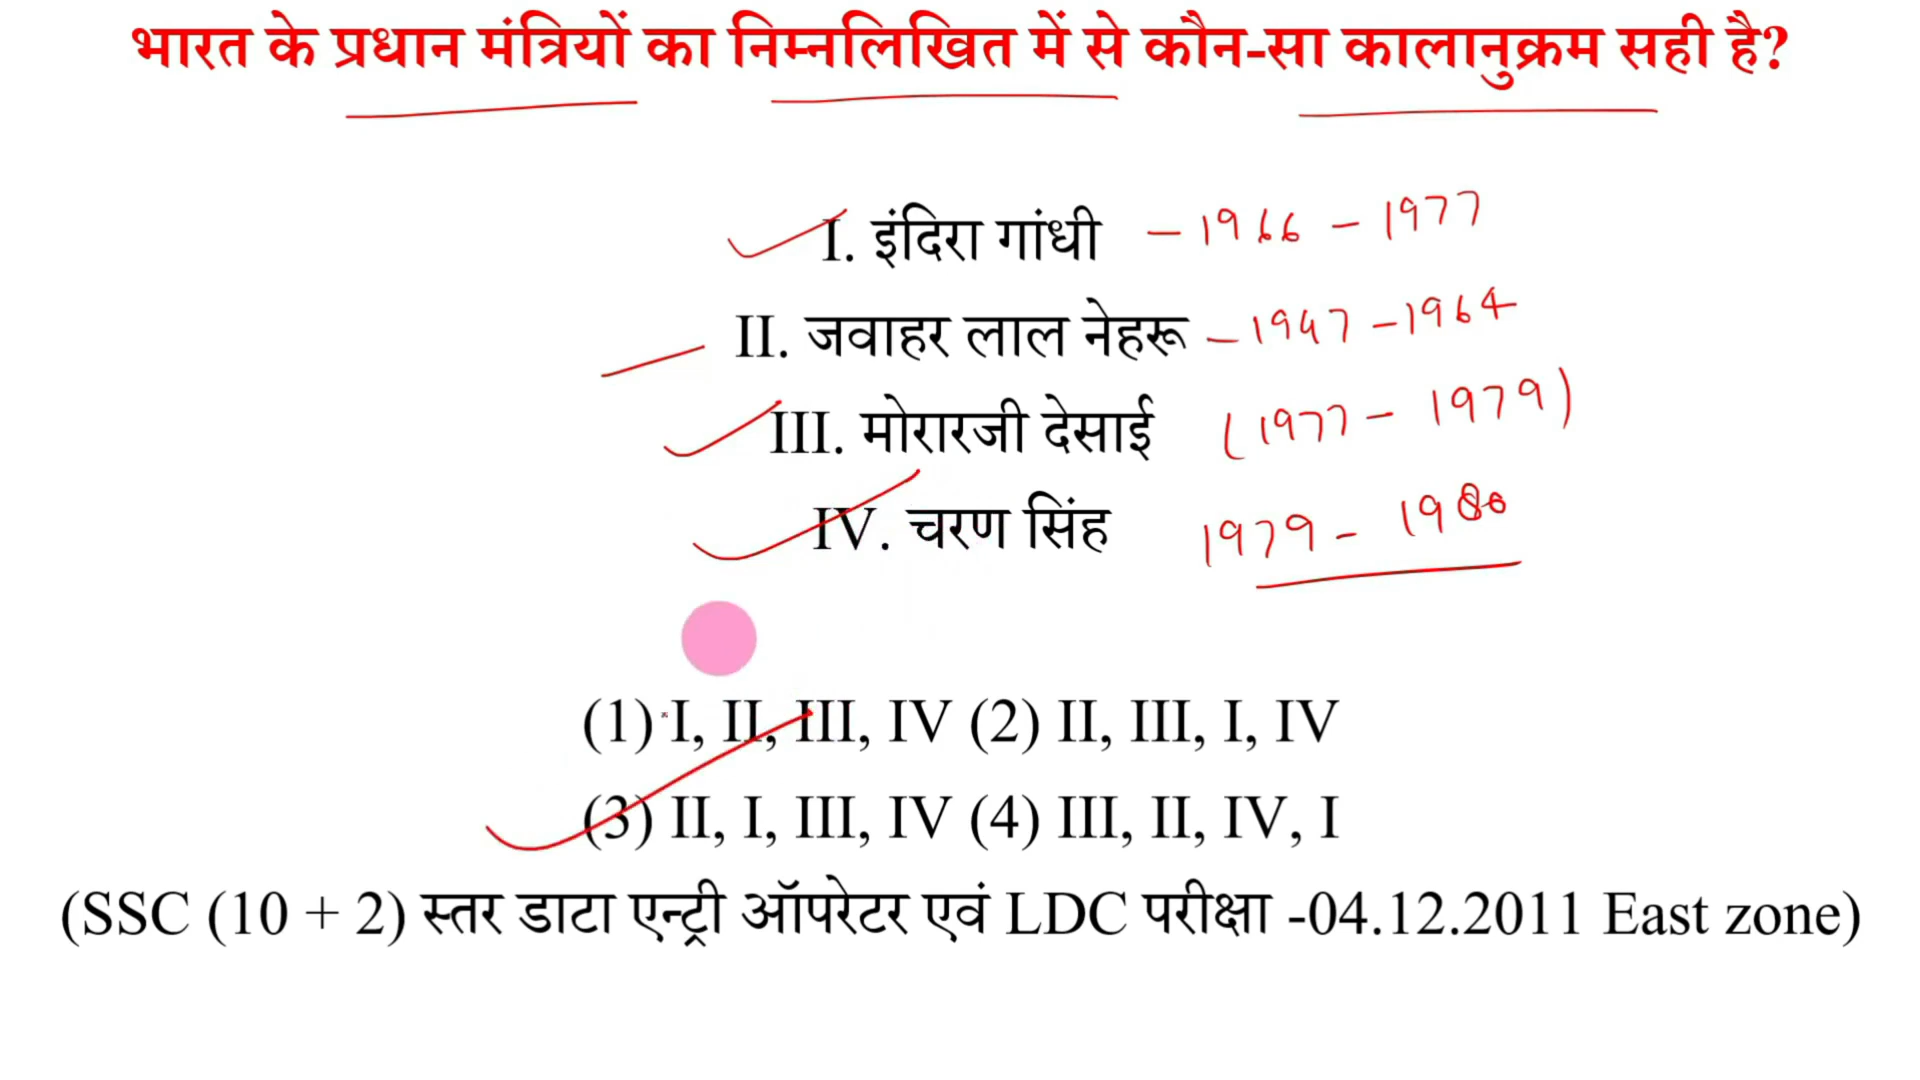 भारत के प्रधान मंत्रियों का निम्नलिखित में से कौन-सा कालानुक्रम सही है?
I. इंदिरा गांधी - 1966 - 1977
II. जवाहर लाल नेहरू - 1947 - 1964
III. मोरारजी देसाई (1977 - 1979)
IV. चरण सिंह 1979 - 1980
(1) I, II, III, IV (2) II, III, I, IV
(3) II, I, III, IV (4) III, II, IV, I
(SSC (10 + 2) स्तर डाटा एन्ट्री ऑपरेटर एवं LDC परीक्षा -04.12.2011 East zone)